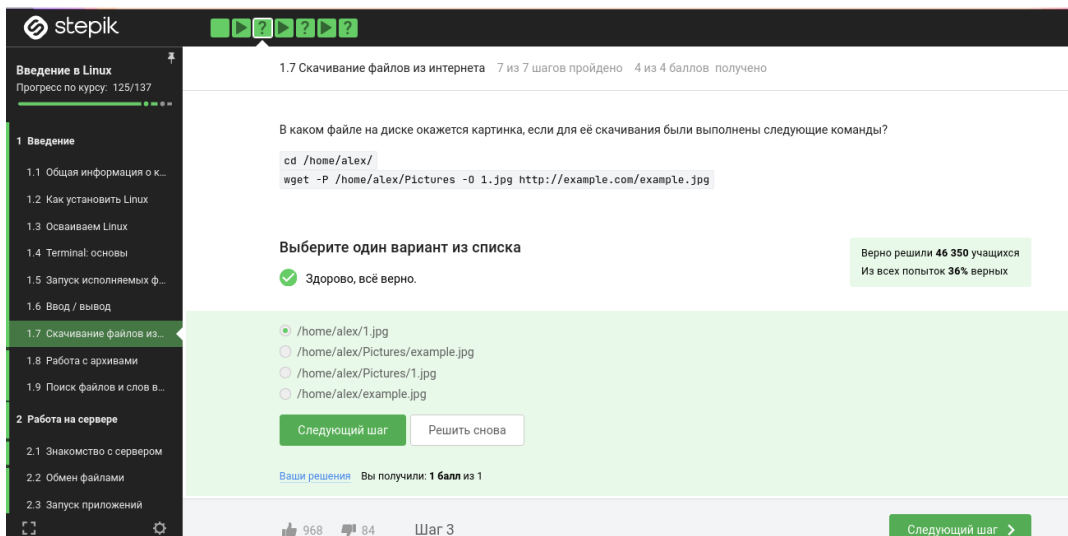 stepik
Введение в Linux
Прогресс по курсу: 125/137
1 Введение
1.1 Общая информация о к...
1.2 Как установить Linux
1.3 Осваиваем Linux
1.4 Terminal: основы
1.5 Запуск исполняемых ф...
1.6 Ввод / вывод
1.7 Скачивание файлов из...
1.8 Работа с архивами
1.9 Поиск файлов и слов в...
2 Работа на сервере
2.1 Знакомство с сервером
2.2 Обмен файлами
2.3 Запуск приложений
? ? ?
1.7 Скачивание файлов из интернета 7 из 7 шагов пройдено 4 из 4 баллов получено
В каком файле на диске окажется картинка, если для её скачивания были выполнены следующие команды?
cd /home/alex/
wget -P /home/alex/Pictures -O 1.jpg http://example.com/example.jpg
Выберите один вариант из списка
Здорово, всё верно.
Верно решили 46 350 учащихся
Из всех попыток 36% верных
/home/alex/1.jpg
/home/alex/Pictures/example.jpg
/home/alex/Pictures/1.jpg
/home/alex/example.jpg
Следующий шаг Решить снова
Ваши решения Вы получили: 1 балл из 1
968 84 Шаг 3 Следующий шаг